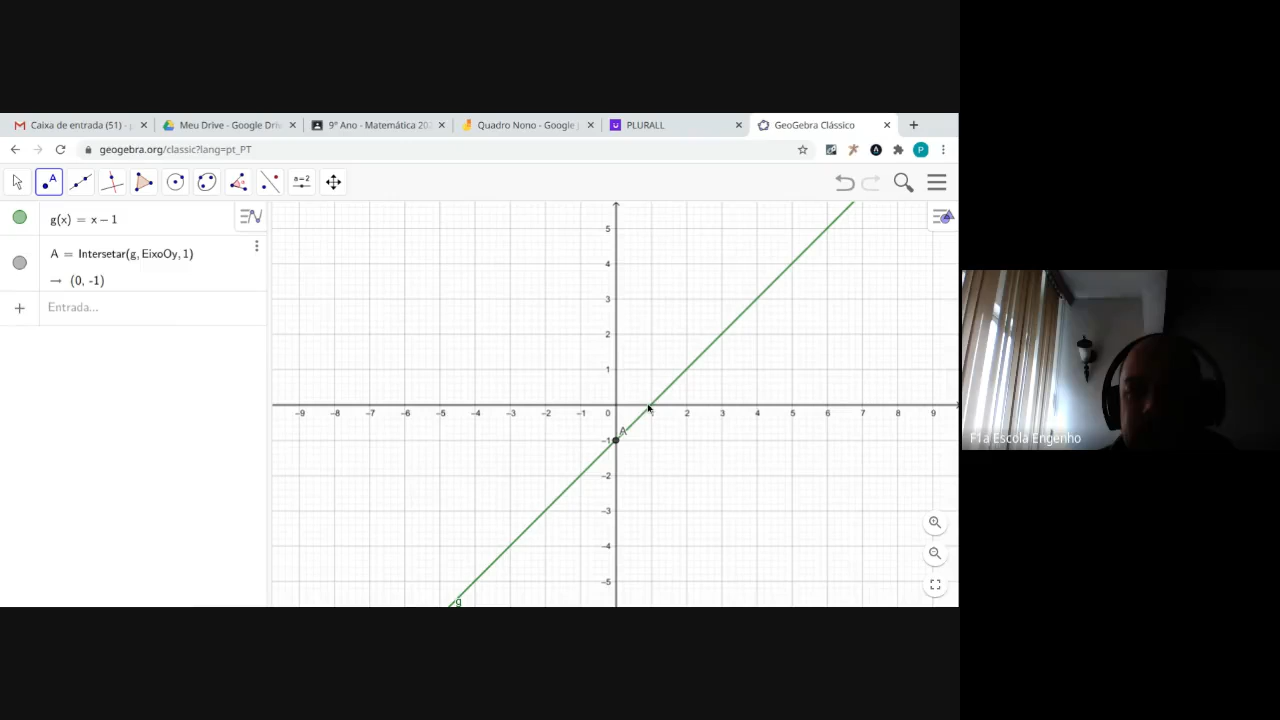 Caixa de entrada (51) -
Meu Drive - Google Dri
9º Ano - Matemática 202
Quadro Nono - Google j
PLURALL
GeoGebra Clássico
geogebra.org/classic?lang=pt_PT
P
a=2
g(x) = x − 1
A = Intersetar(g, EixoOy, 1)
→ (0, -1)
Entrada...
5
4
3
2
1
-9 -8 -7 -6 -5 -4 -3 -2 -1 0 2 3 4 5 6 7 8 9
A
-1
-2
-3
-4
-5
g
F1a Escola Engenho